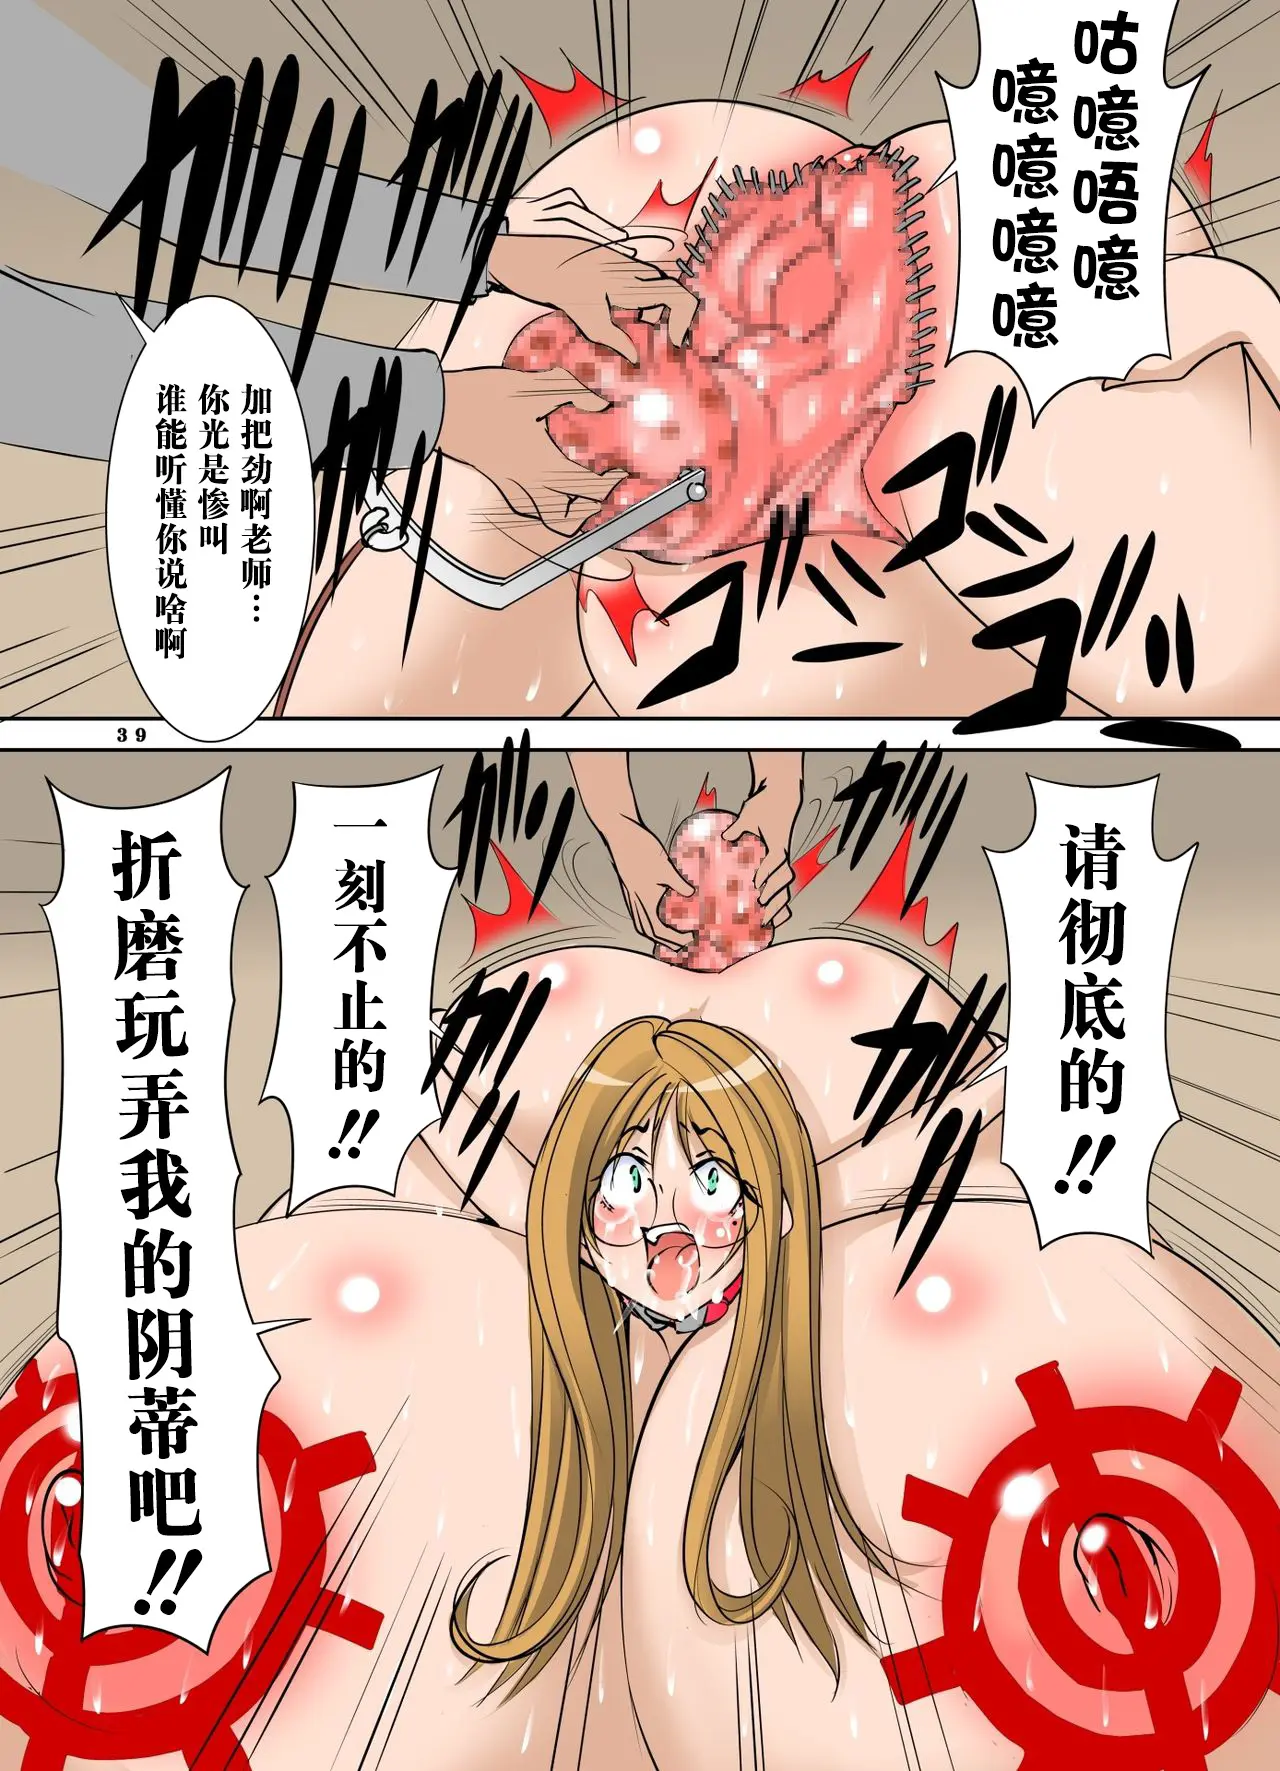 咕噫唔噫
噫噫噫噫
加把劲啊老师…
你光是惨叫
谁能听懂你说啥啊
39
请彻底的!!
一刻不止的!!
折磨玩弄我的阴蒂吧!!